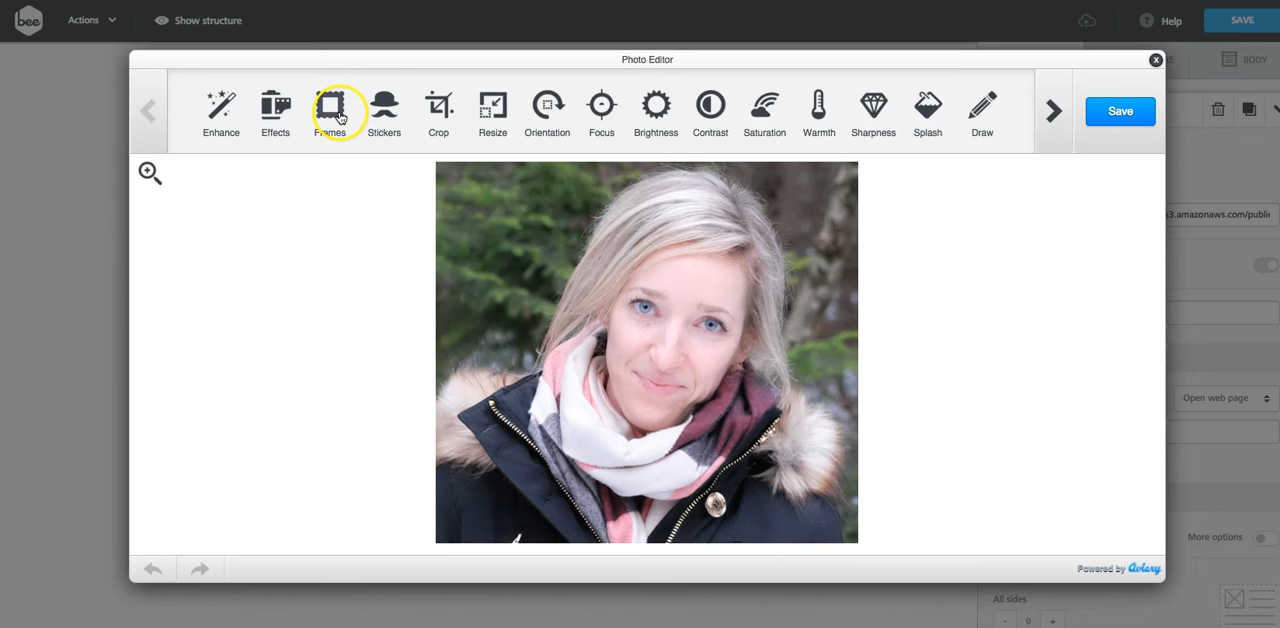 bee Actions Show structure Help SAVE
Photo Editor x
BODY
Enhance Effects Frames Stickers Crop Resize Orientation Focus Brightness Contrast Saturation Warmth Sharpness Splash Draw Save
s3.amazonaws.com/public
Open web page
More options
Powered by Aviary
All sides
- 0 +